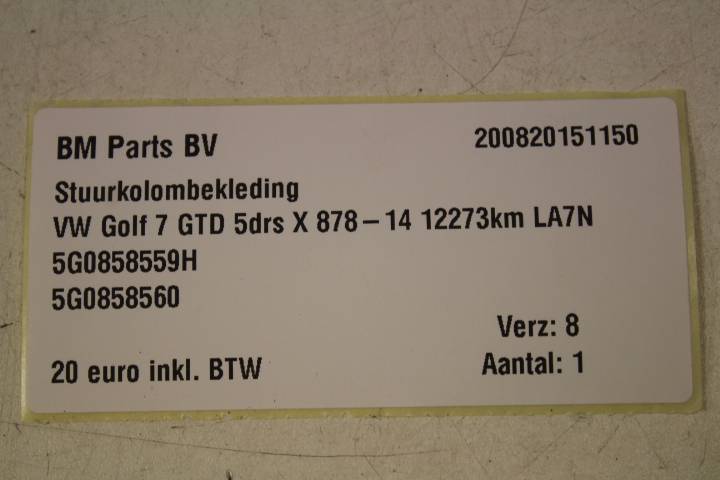 BM Parts BV 200820151150
Stuurkolombekleding
VW Golf 7 GTD 5drs X 878-14 12273km LA7N
5G0858559H
5G0858560
Verz: 8
20 euro inkl. BTW Aantal: 1